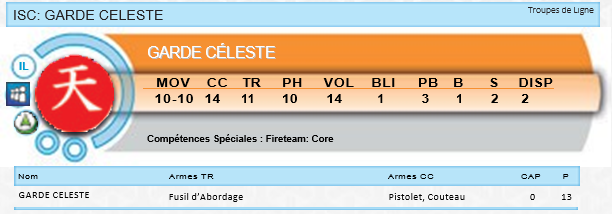 ISC: GARDE CELESTE Troupes de Ligne
GARDE CÉLESTE
IL
天
MOV CC TR PH VOL BLI PB B S DISP
10-10 14 11 10 14 1 3 1 2 2
Compétences Spéciales : Fireteam: Core
Nom Armes TR Armes CC CAP P
GARDE CELESTE Fusil d’Abordage Pistolet, Couteau 0 13